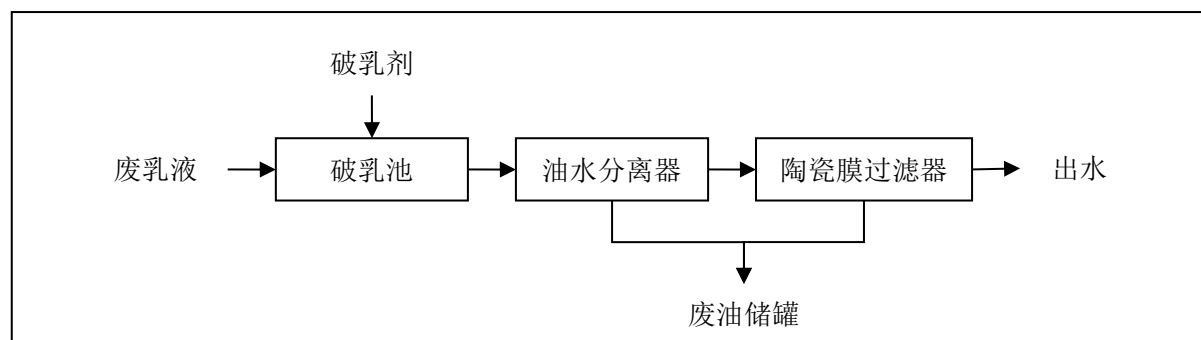 破乳剂
废乳液
破乳池
油水分离器
陶瓷膜过滤器
出水
废油储罐